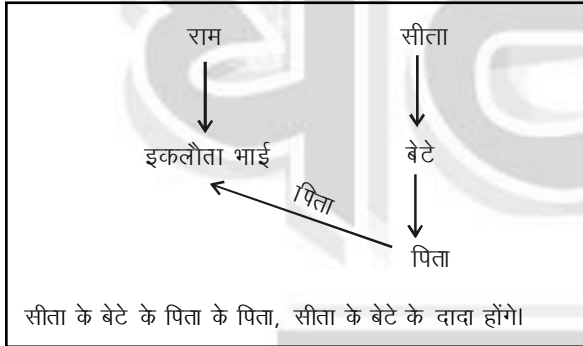 राम सीता
इकलौता भाई बेटे
पिता
पिता
सीता के बेटे के पिता के पिता, सीता के बेटे के दादा होंगे।